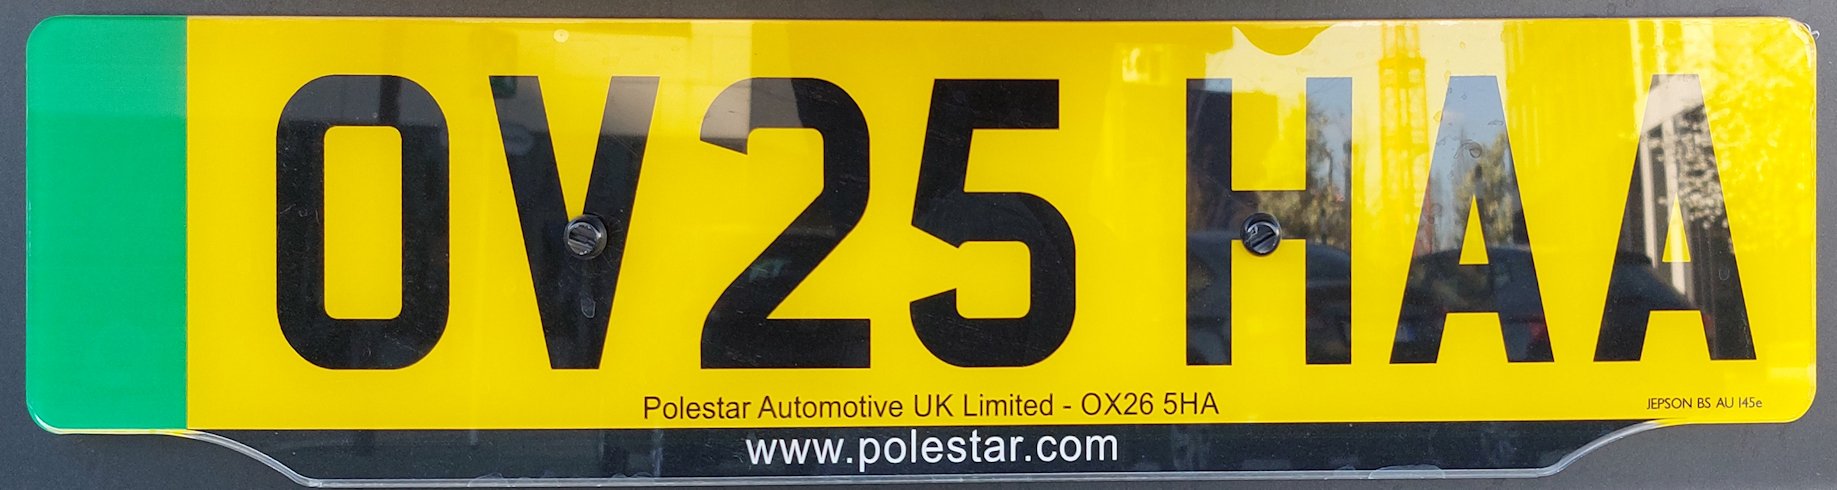 OV25 HAA
Polestar Automotive UK Limited - OX26 5HA
JEPSON BS AU 145e
www.polestar.com